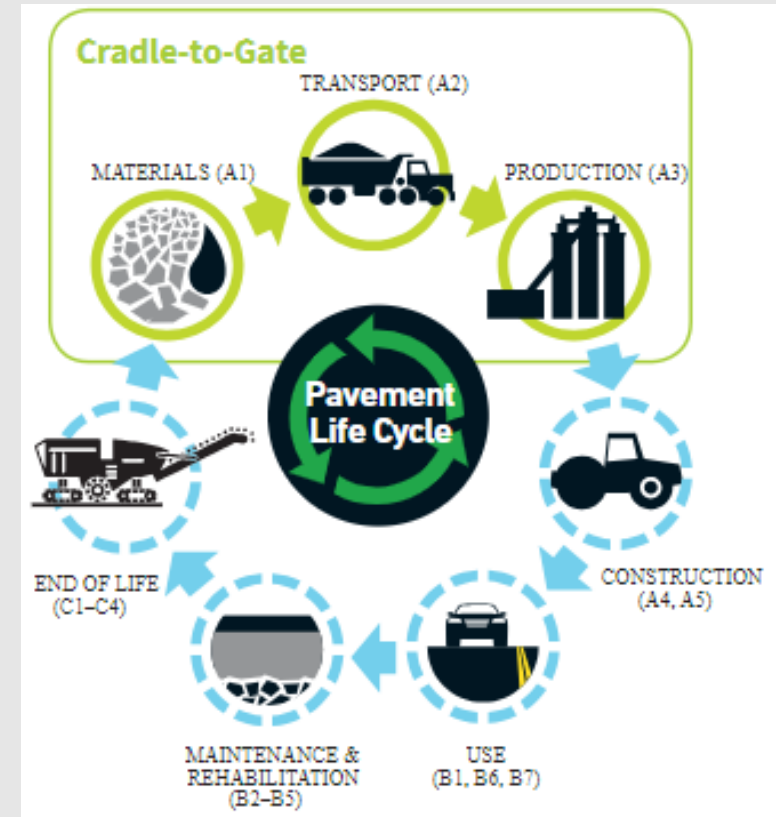 Cradle-to-Gate
TRANSPORT (A2)
MATERIALS (A1)
PRODUCTION (A3)
Pavement
Life Cycle
CONSTRUCTION
(A4, A5)
END OF LIFE
(C1–C4)
MAINTENANCE &
REHABILITATION
(B2–B5)
USE
(B1, B6, B7)